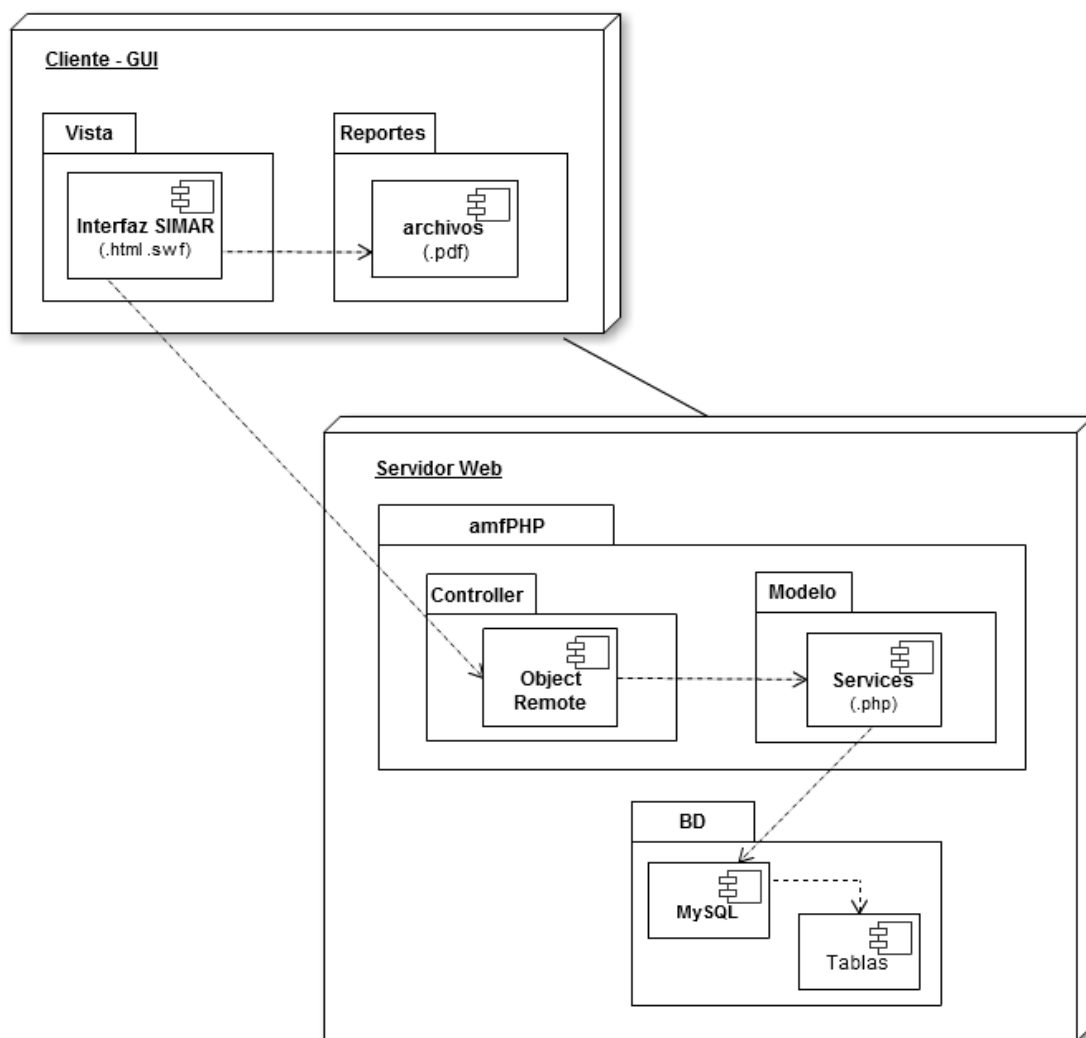 Cliente - GUI
Vista
Reportes
Interfaz SIMAR
(.html .swf)
archivos
(.pdf)
Servidor Web
amfPHP
Controller
Modelo
Object
Remote
Services
(.php)
BD
MySQL
Tablas